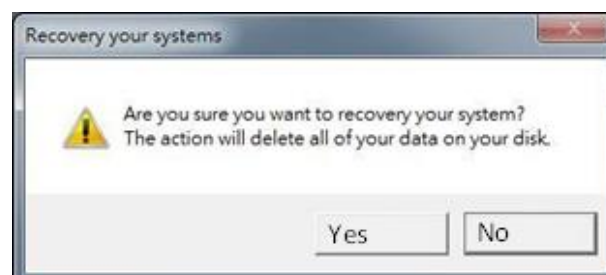 Recovery your systems
Are you sure you want to recovery your system?
The action will delete all of your data on your disk.
Yes No